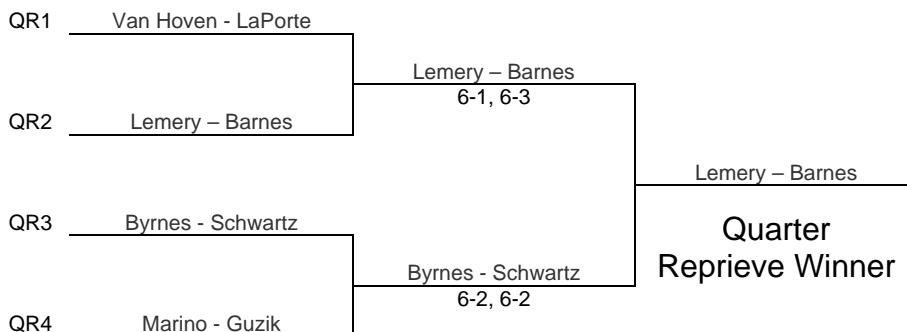 QR1 Van Hoven - LaPorte
Lemery – Barnes
6-1, 6-3
QR2 Lemery – Barnes
Lemery – Barnes
QR3 Byrnes - Schwartz
Quarter
Reprieve Winner
Byrnes - Schwartz
6-2, 6-2
QR4 Marino - Guzik